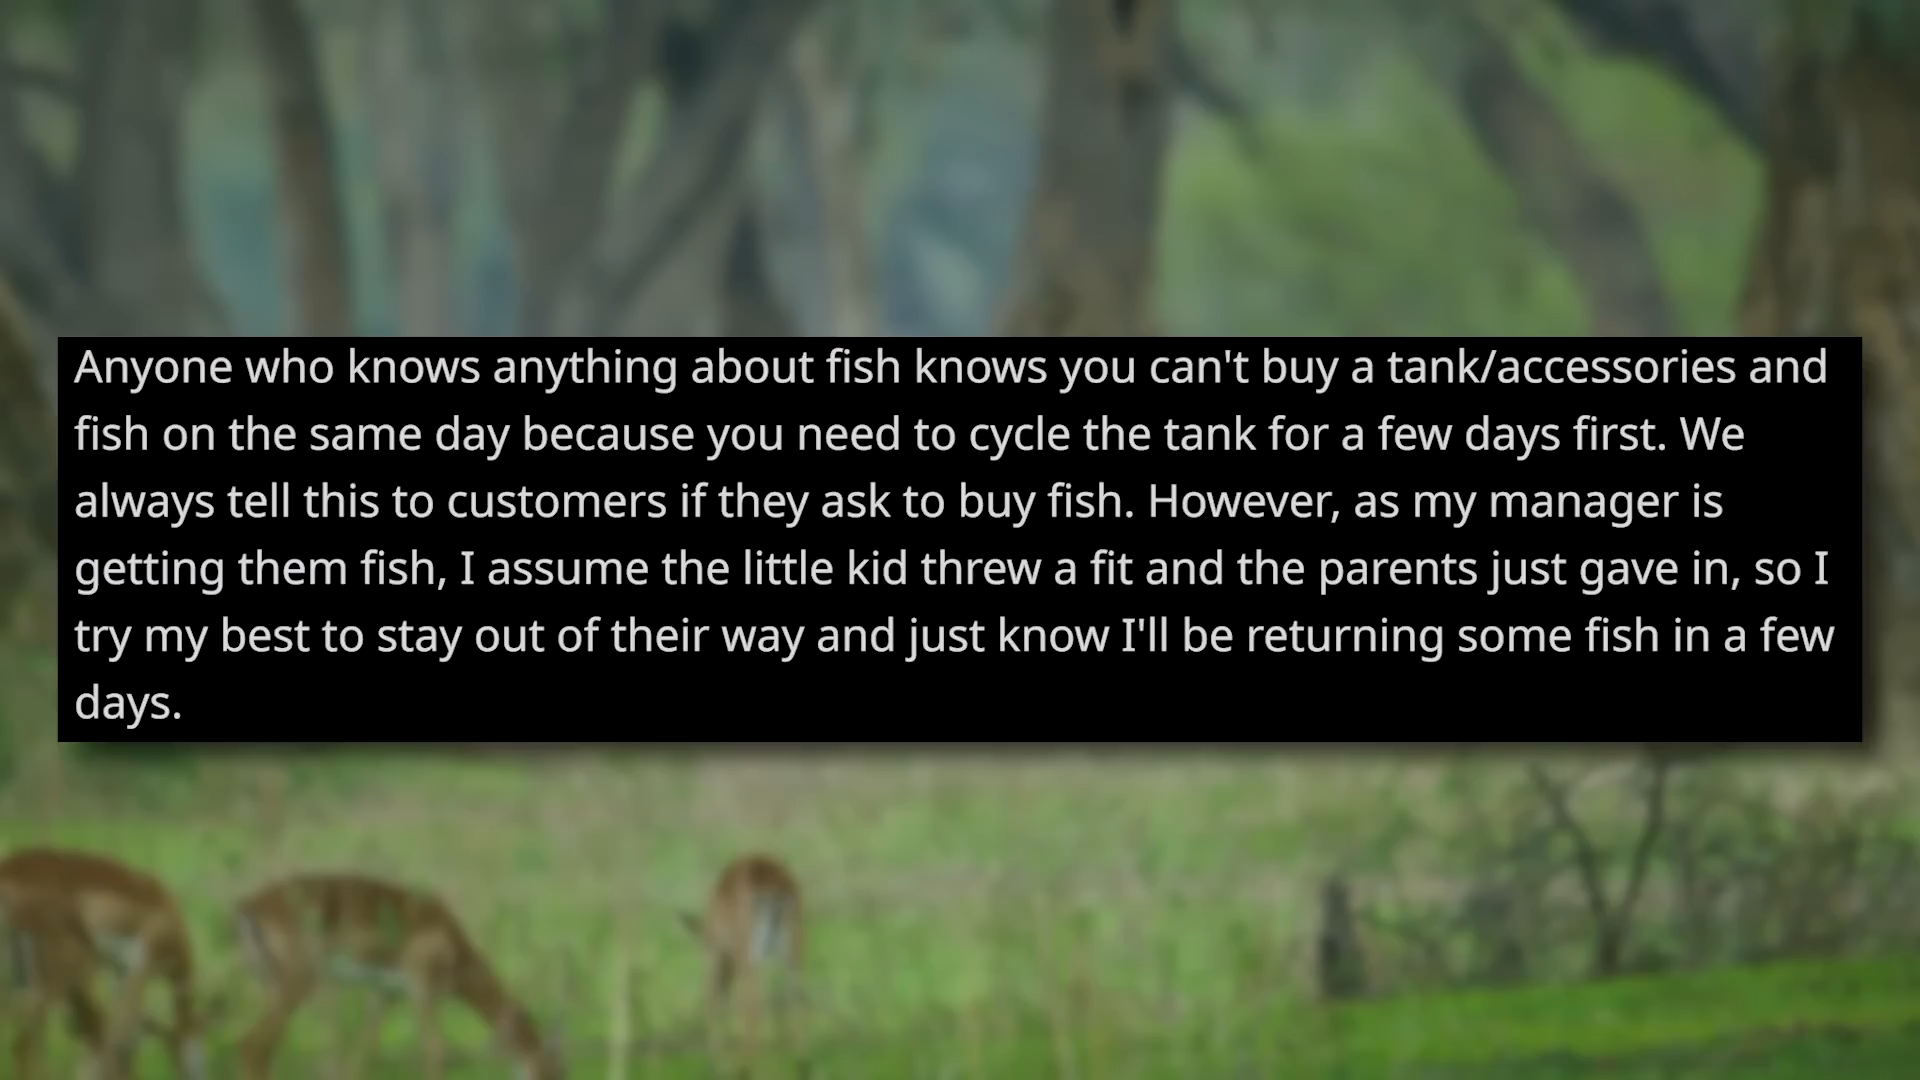 Anyone who knows anything about fish knows you can't buy a tank/accessories and
fish on the same day because you need to cycle the tank for a few days first. We
always tell this to customers if they ask to buy fish. However, as my manager is
getting them fish, I assume the little kid threw a fit and the parents just gave in, so I
try my best to stay out of their way and just know I'll be returning some fish in a few
days.